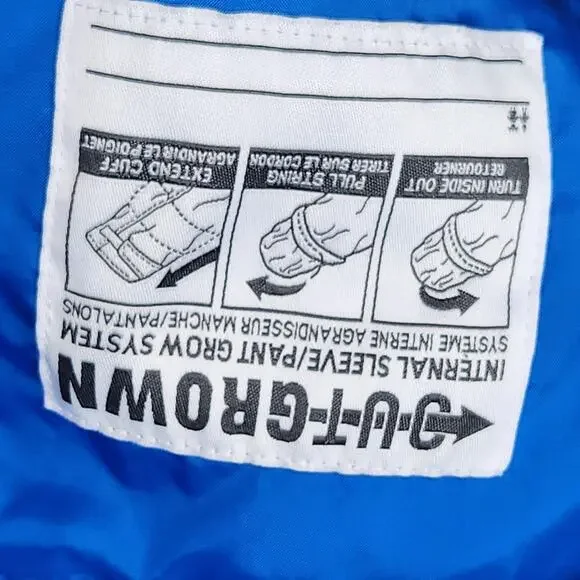 O-U-T-GROWN
INTERNAL SLEEVE/PANT GROW SYSTEM
SYSTÈME INTERNE AGRANDISSEUR MANCHE/PANTALONS
TURN INSIDE OUT
RETOURNER
PULL STRING
TIRER SUR LE CORDON
EXTEND CUFF
AGRANDIR LE POIGNET